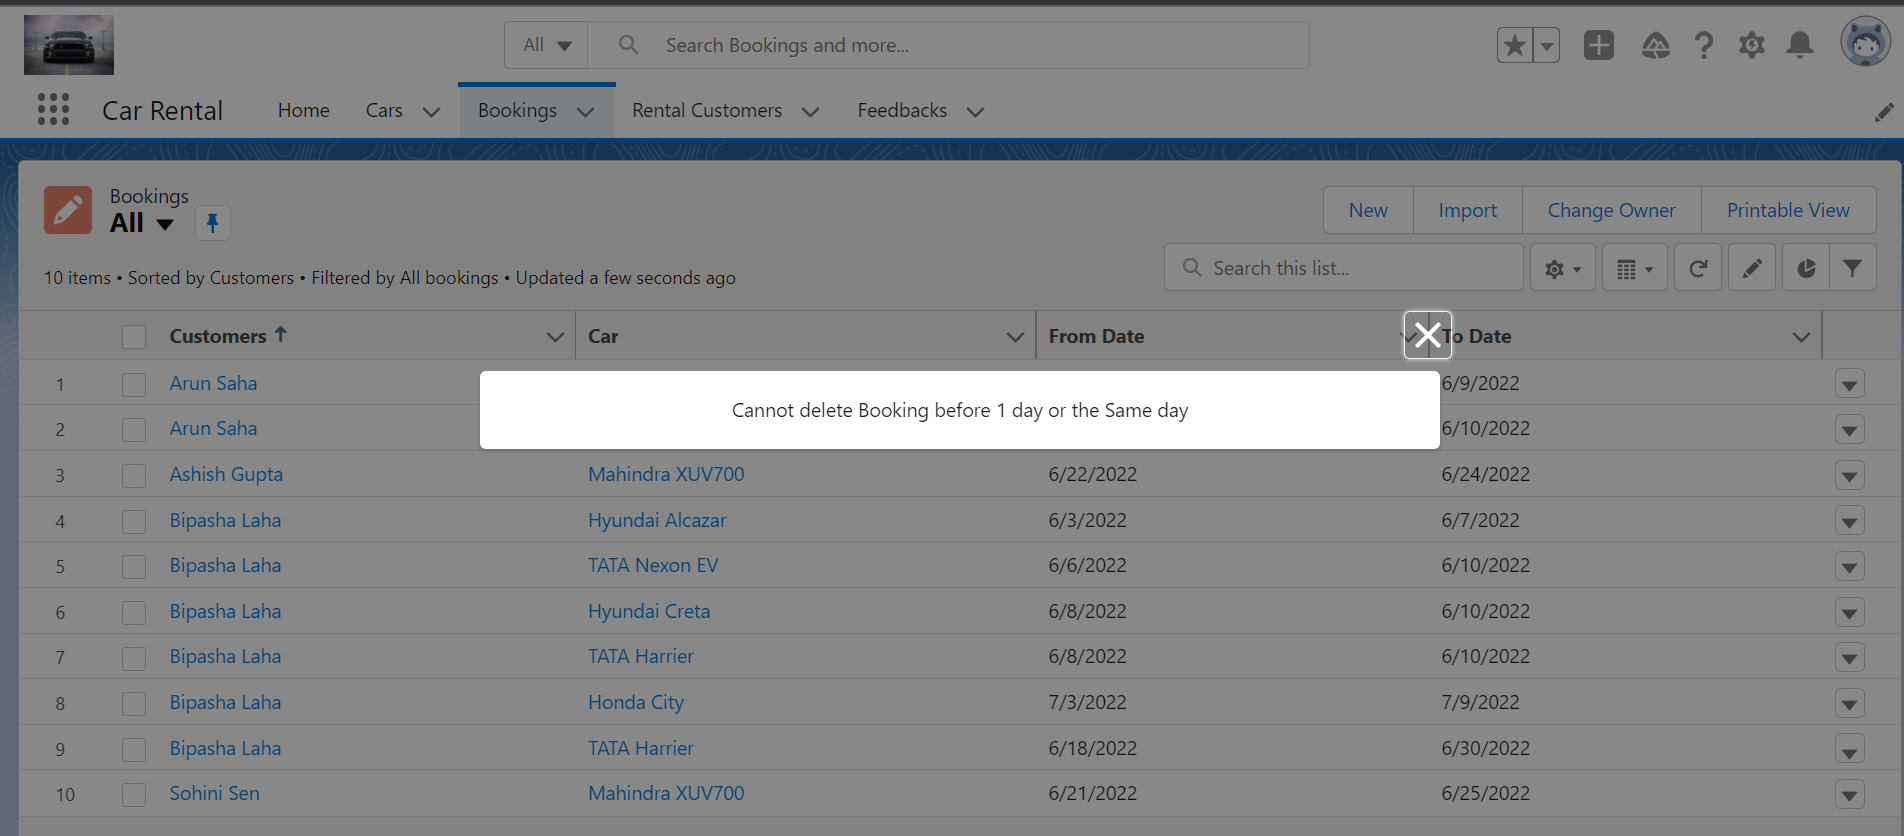 All Search Bookings and more...
Car Rental Home Cars Bookings Rental Customers Feedbacks
Bookings
All
New Import Change Owner Printable View
10 items • Sorted by Customers • Filtered by All bookings • Updated a few seconds ago
Search this list...
Customers ↑ Car From Date To Date
1 Arun Saha 6/9/2022
Cannot delete Booking before 1 day or the Same day
2 Arun Saha 6/10/2022
3 Ashish Gupta Mahindra XUV700 6/22/2022 6/24/2022
4 Bipasha Laha Hyundai Alcazar 6/3/2022 6/7/2022
5 Bipasha Laha TATA Nexon EV 6/6/2022 6/10/2022
6 Bipasha Laha Hyundai Creta 6/8/2022 6/10/2022
7 Bipasha Laha TATA Harrier 6/8/2022 6/10/2022
8 Bipasha Laha Honda City 7/3/2022 7/9/2022
9 Bipasha Laha TATA Harrier 6/18/2022 6/30/2022
10 Sohini Sen Mahindra XUV700 6/21/2022 6/25/2022